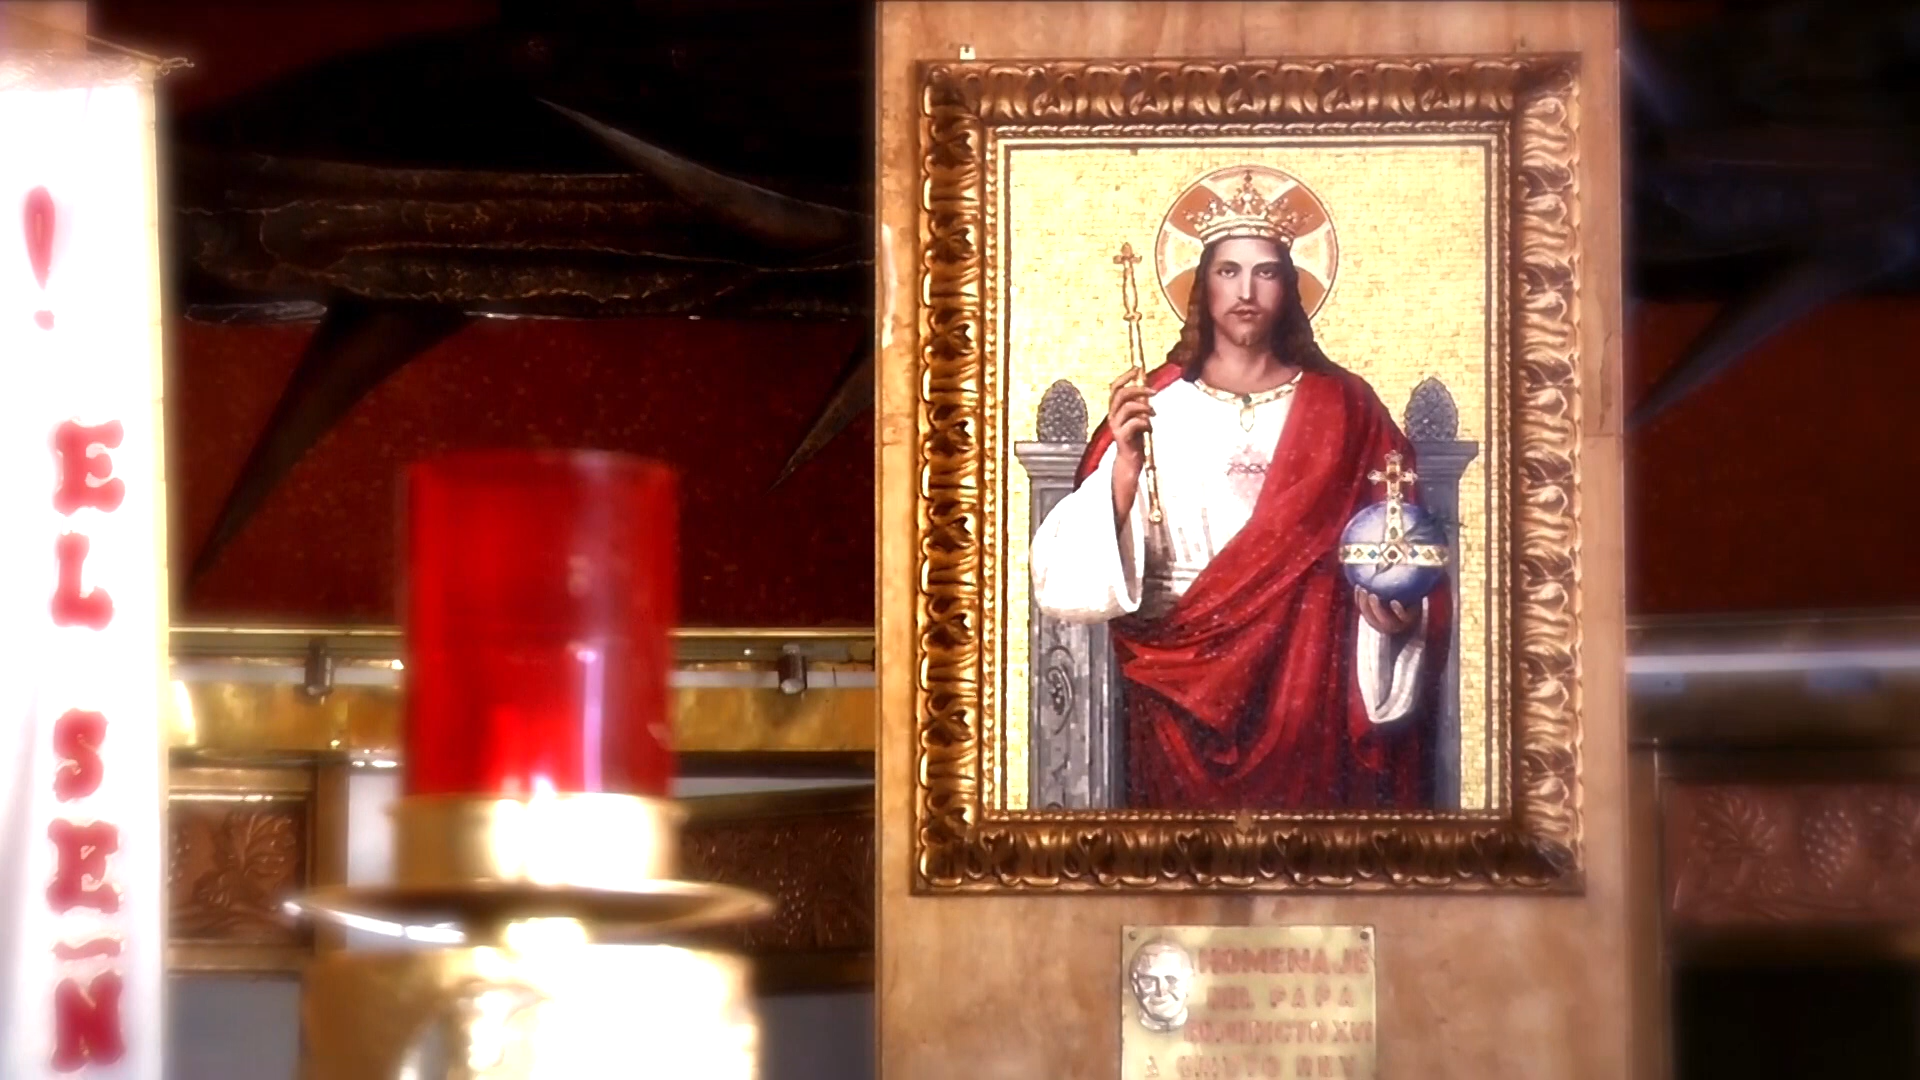 ! EL SEÑ
HOMENAJE
DEL PAPA
BENEDICTO XVI
A CRISTO REY